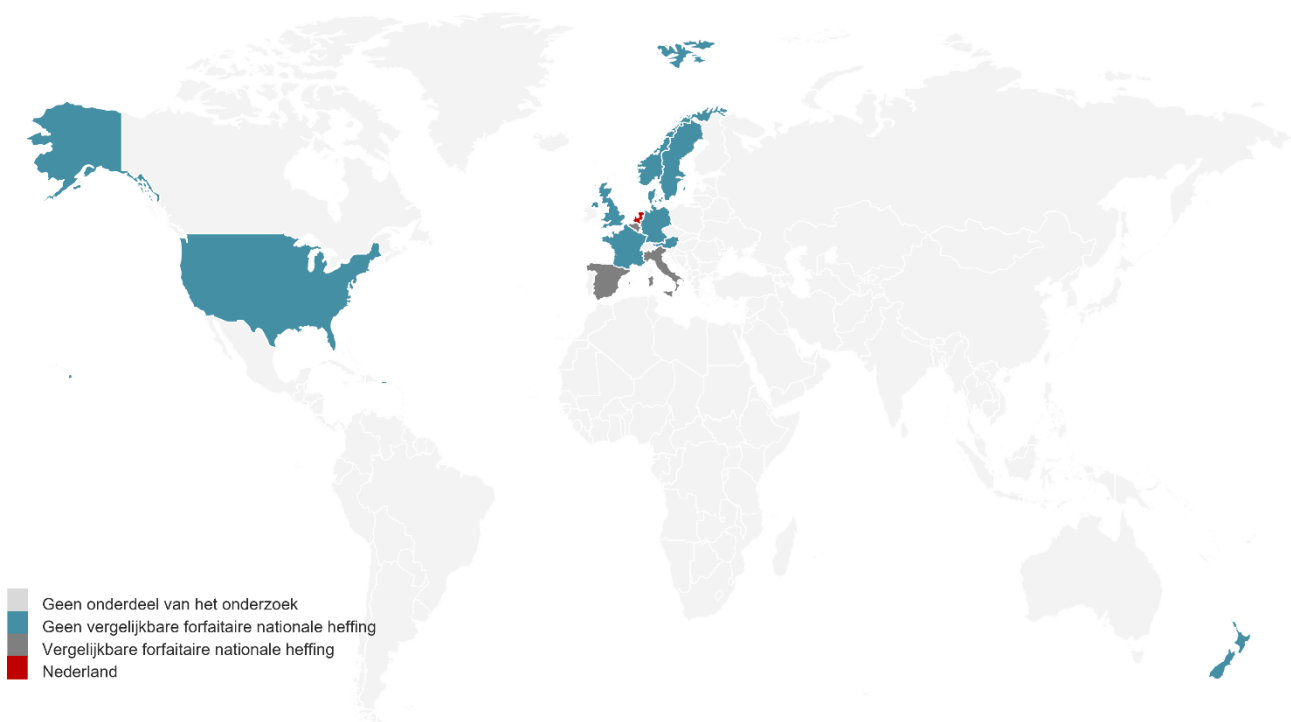 Geen onderdeel van het onderzoek
Geen vergelijkbare forfaitaire nationale heffing
Vergelijkbare forfaitaire nationale heffing
Nederland